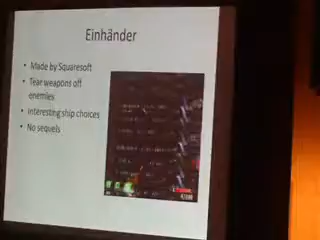 Einhänder
• Made by Squaresoft
• Tear weapons off
enemies
• Interesting ship choices
• No sequels